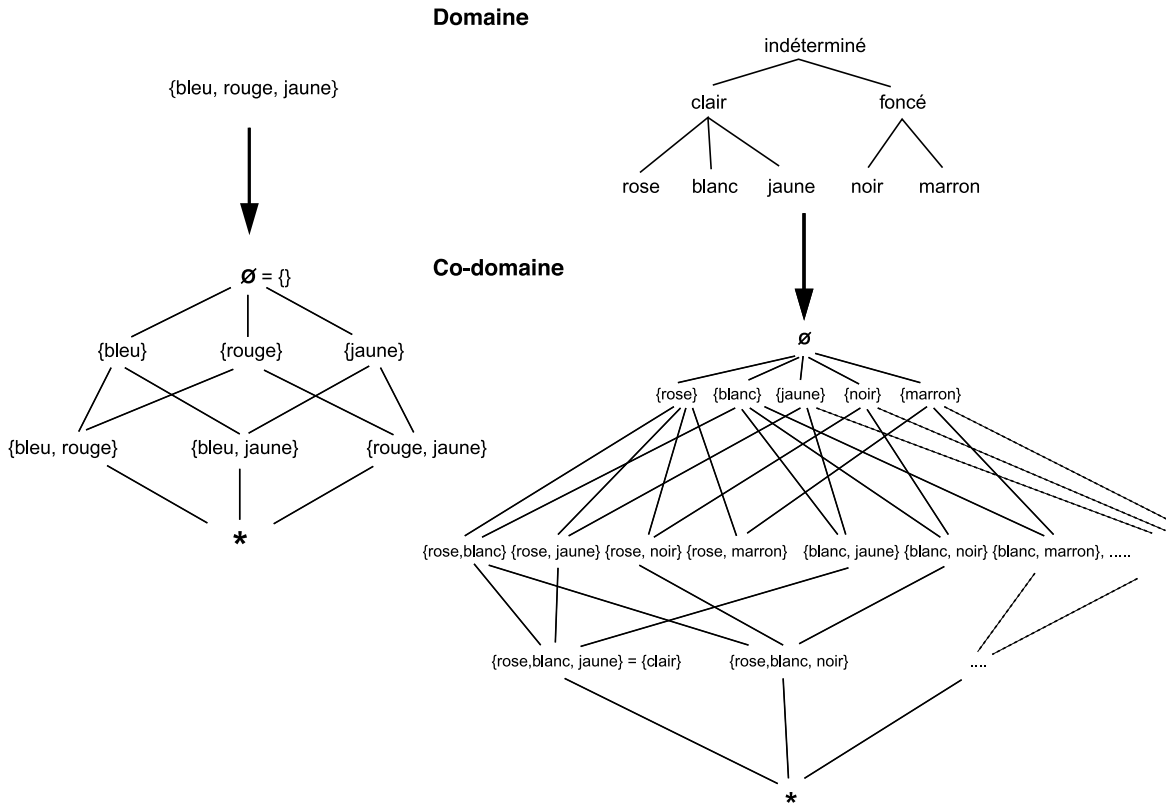 Domaine
{bleu, rouge, jaune}
indéterminé
clair foncé
rose blanc jaune noir marron
Co-domaine
ø = {}
{bleu} {rouge} {jaune}
{bleu, rouge} {bleu, jaune} {rouge, jaune}
*
ø
{rose} {blanc} {jaune} {noir} {marron}
{rose,blanc} {rose, jaune} {rose, noir} {rose, marron} {blanc, jaune} {blanc, noir} {blanc, marron}, .....
{rose,blanc, jaune} = {clair} {rose,blanc, noir} ....
*